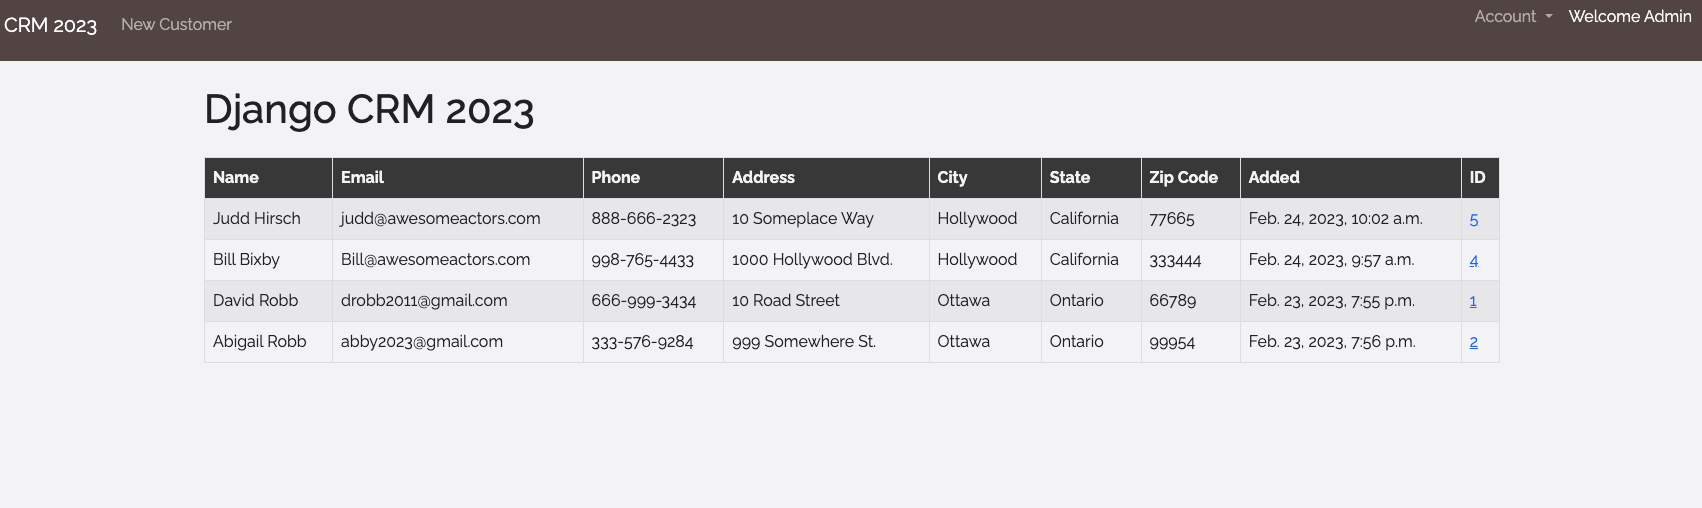 CRM 2023 New Customer Account Welcome Admin
Django CRM 2023
Name Email Phone Address City State Zip Code Added ID
Judd Hirsch judd@awesomeactors.com 888-666-2323 10 Someplace Way Hollywood California 77665 Feb. 24, 2023, 10:02 a.m. 5
Bill Bixby Bill@awesomeactors.com 998-765-4433 1000 Hollywood Blvd. Hollywood California 333444 Feb. 24, 2023, 9:57 a.m. 4
David Robb drobb2011@gmail.com 666-999-3434 10 Road Street Ottawa Ontario 66789 Feb. 23, 2023, 7:55 p.m. 1
Abigail Robb abby2023@gmail.com 333-576-9284 999 Somewhere St. Ottawa Ontario 99954 Feb. 23, 2023, 7:56 p.m. 2